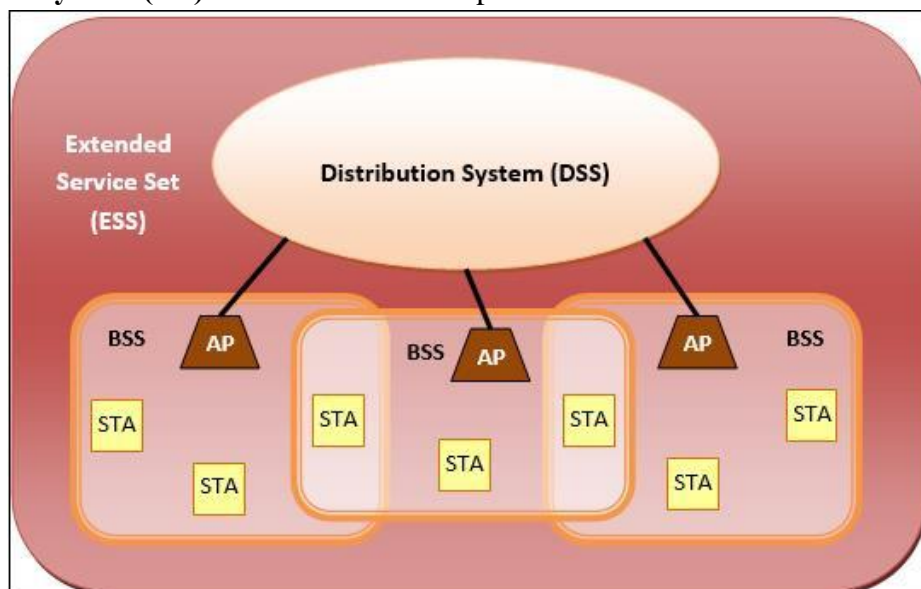 Extended
Service Set
(ESS)
Distribution System (DSS)
BSS
AP
BSS
AP
AP
BSS
STA
STA
STA
STA
STA
STA
STA